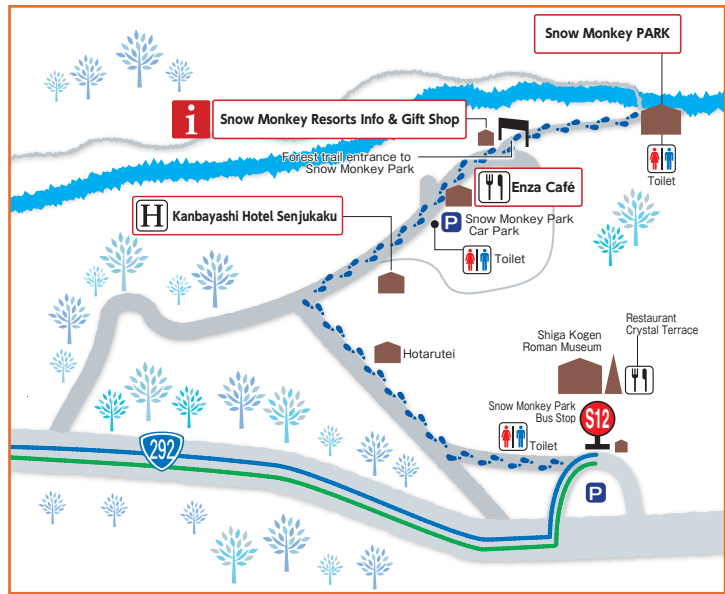 Snow Monkey PARK
i
Snow Monkey Resorts Info & Gift Shop
Forest trail entrance to
Snow Monkey Park
Toilet
Enza Café
H
Kanbayashi Hotel Senjukaku
P
Snow Monkey Park
Car Park
Toilet
Restaurant
Crystal Terrace
Shiga Kogen
Roman Museum
Hotarutei
Snow Monkey Park
Bus Stop
S12
Toilet
292
P